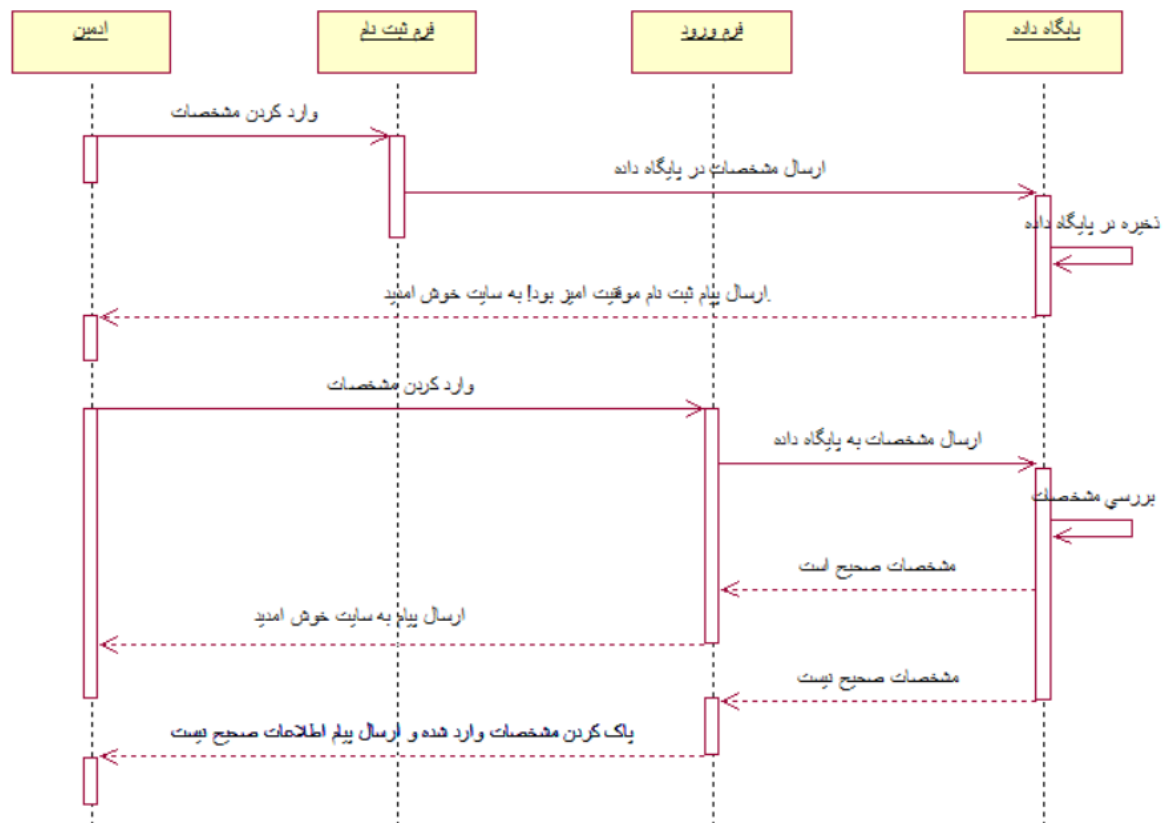 ادمین
فرم ثبت نام
فرم ورود
پایگاه داده
وارد کردن مشخصات
ارسال مشخصات در پایگاه داده
ذخیره در پایگاه داده
ارسال پیام ثبت نام موفقیت امیز بود! به سایت خوش امدید.
وارد کردن مشخصات
ارسال مشخصات به پایگاه داده
بررسي مشخصات
مشخصات صحیح است
ارسال پیام به سایت خوش امدید
مشخصات صحیح نیست
پاک کردن مشخصات وارد شده و ارسال پیام اطلاعات صحیح نیست